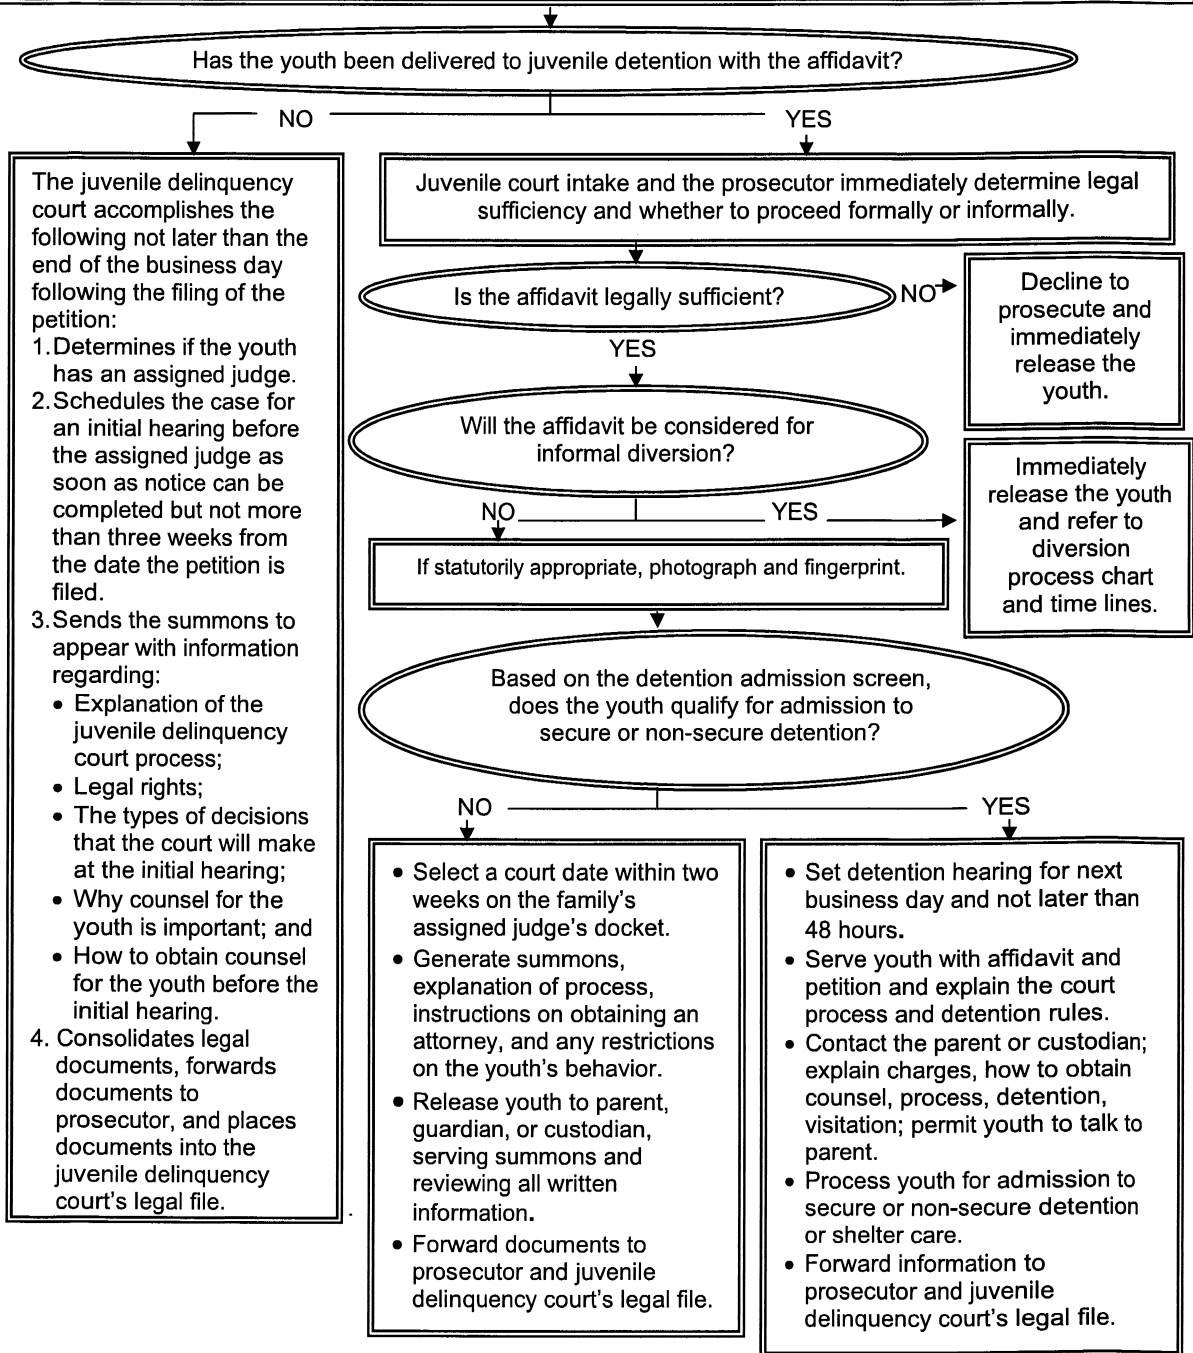 Has the youth been delivered to juvenile detention with the affidavit?
NO
YES
The juvenile delinquency
court accomplishes the
following not later than the
end of the business day
following the filing of the
petition:
1. Determines if the youth
has an assigned judge.
2. Schedules the case for
an initial hearing before
the assigned judge as
soon as notice can be
completed but not more
than three weeks from
the date the petition is
filed.
3. Sends the summons to
appear with information
regarding:
• Explanation of the
juvenile delinquency
court process;
• Legal rights;
• The types of decisions
that the court will make
at the initial hearing;
• Why counsel for the
youth is important; and
• How to obtain counsel
for the youth before the
initial hearing.
4. Consolidates legal
documents, forwards
documents to
prosecutor, and places
documents into the
juvenile delinquency
court's legal file.
Juvenile court intake and the prosecutor immediately determine legal
sufficiency and whether to proceed formally or informally.
Is the affidavit legally sufficient?
NO
Decline to
prosecute and
immediately
release the
youth.
YES
Will the affidavit be considered for
informal diversion?
NO
YES
Immediately
release the youth
and refer to
diversion
process chart
and time lines.
If statutorily appropriate, photograph and fingerprint.
Based on the detention admission screen,
does the youth qualify for admission to
secure or non-secure detention?
NO
YES
• Select a court date within two
weeks on the family's
assigned judge's docket.
• Generate summons,
explanation of process,
instructions on obtaining an
attorney, and any restrictions
on the youth's behavior.
• Release youth to parent,
guardian, or custodian,
serving summons and
reviewing all written
information.
• Forward documents to
prosecutor and juvenile
delinquency court's legal file.
• Set detention hearing for next
business day and not later than
48 hours.
• Serve youth with affidavit and
petition and explain the court
process and detention rules.
• Contact the parent or custodian;
explain charges, how to obtain
counsel, process, detention,
visitation; permit youth to talk to
parent.
• Process youth for admission to
secure or non-secure detention
or shelter care.
• Forward information to
prosecutor and juvenile
delinquency court's legal file.